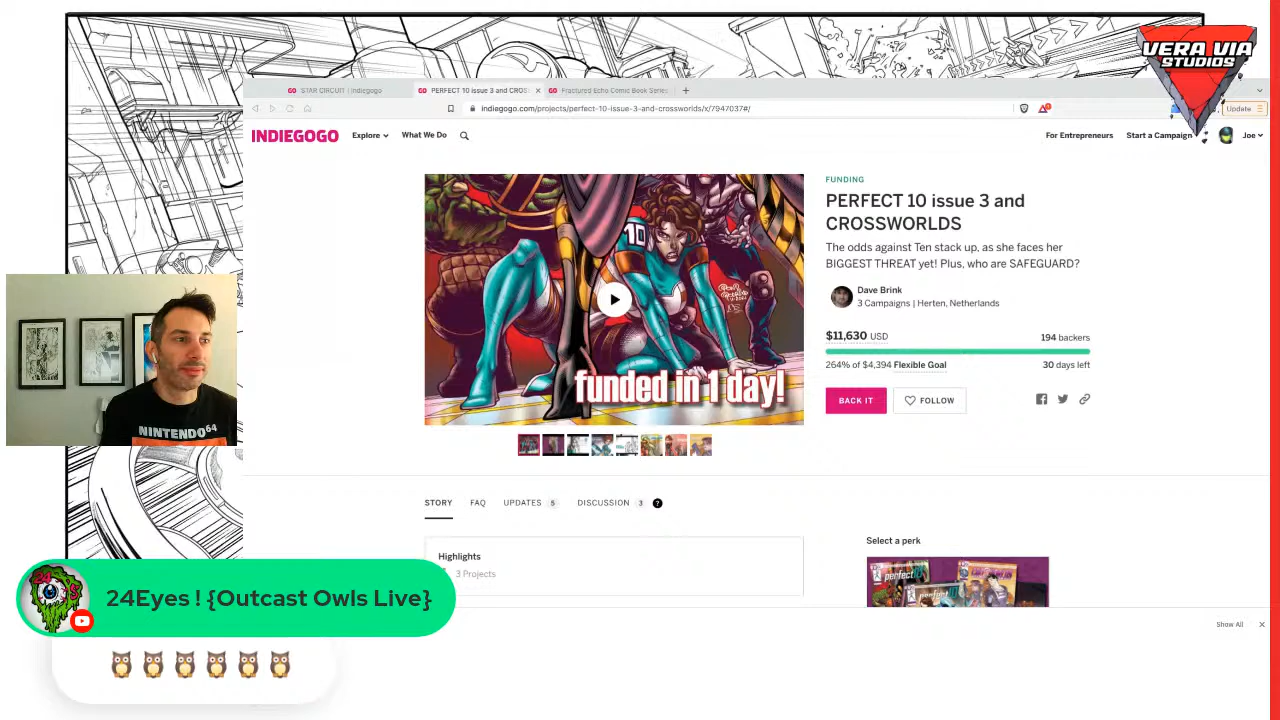 VERA VIA
STUDIOS
STAR CIRCUIT | Indiegogo
PERFECT 10 issue 3 and CROSS
Fractured Echo Comic Book Series
indiegogo.com/projects/perfect-10-issue-3-and-crossworlds/x/7947037#/
Update
INDIEGOGO
Explore
What We Do
For Entrepreneurs
Start a Campaign
Joe
FUNDING
PERFECT 10 issue 3 and
CROSSWORLDS
The odds against Ten stack up, as she faces her
BIGGEST THREAT yet! Plus, who are SAFEGUARD?
Dave Brink
3 Campaigns | Herten, Netherlands
$11,630 USD
194 backers
264% of $4,394 Flexible Goal
30 days left
BACK IT
FOLLOW
10
funded in 1 day!
NINTENDO64
STORY
FAQ
UPDATES 5
DISCUSSION 3
?
Highlights
3 Projects
Select a perk
perfect10
perfect10
24Eyes ! {Outcast Owls Live}
Show All